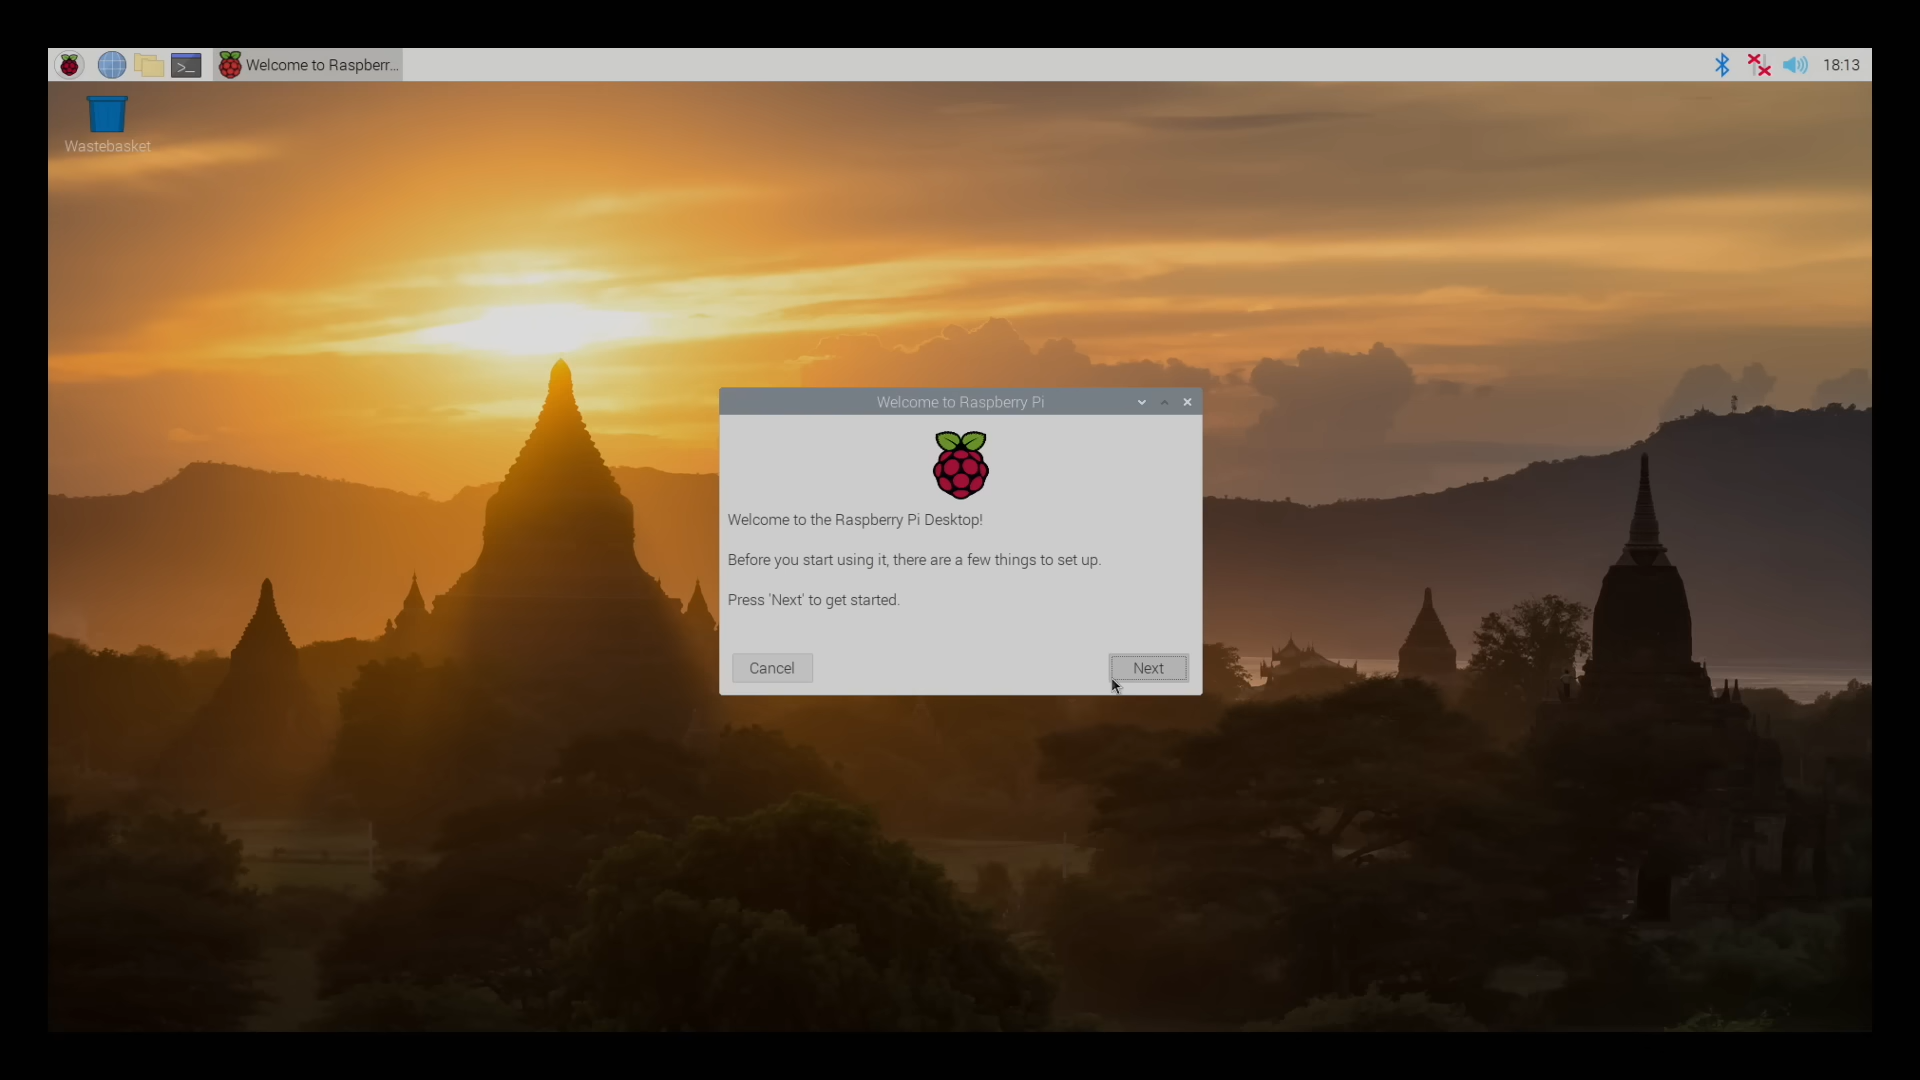 Welcome to Raspberr... 18:13
Wastebasket
Welcome to Raspberry Pi
Welcome to the Raspberry Pi Desktop!
Before you start using it, there are a few things to set up.
Press 'Next' to get started.
Cancel Next